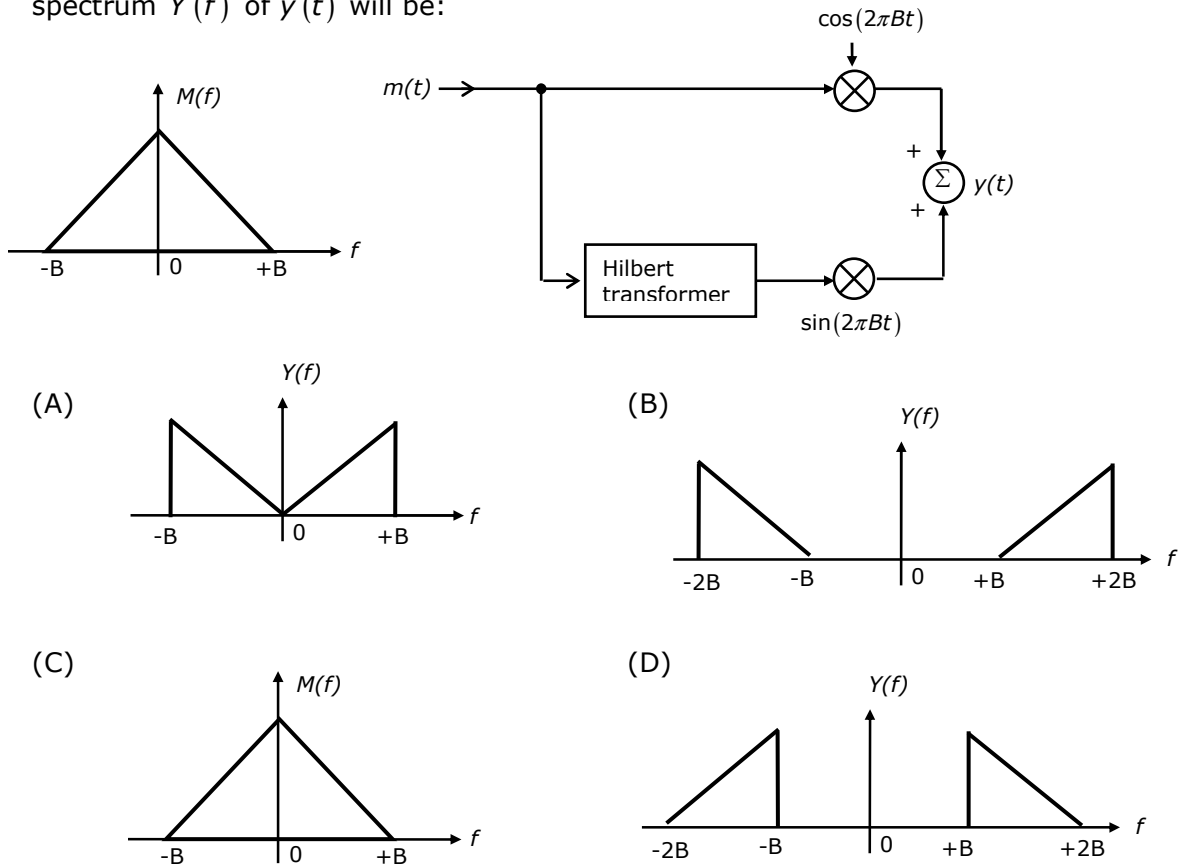 spectrum Y(f) of y(t) will be:
cos(2πBt)
M(f)
m(t)
+
Σ
y(t)
+
f
-B
0
+B
Hilbert
transformer
sin(2πBt)
(A)
Y(f)
f
-B
0
+B
(B)
Y(f)
f
-2B
-B
0
+B
+2B
(C)
M(f)
f
-B
0
+B
(D)
Y(f)
f
-2B
-B
0
+B
+2B